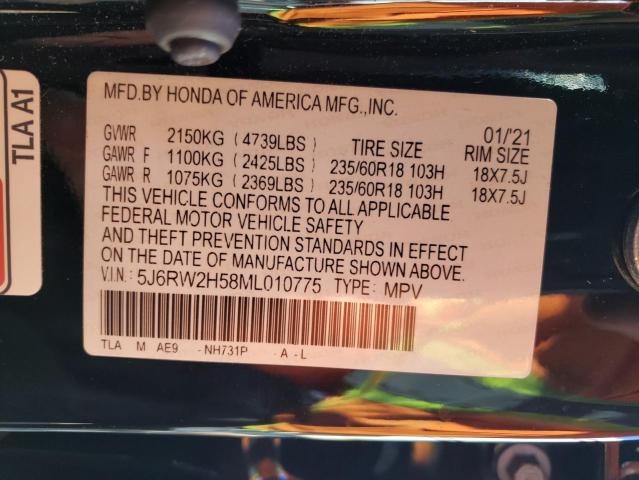 TLA A1
MFD.BY HONDA OF AMERICA MFG.,INC.
GVWR 2150KG (4739LBS) TIRE SIZE 01/'21 RIM SIZE
GAWR F 1100KG (2425LBS) 235/60R18 103H 18X7.5J
GAWR R 1075KG (2369LBS) 235/60R18 103H 18X7.5J
THIS VEHICLE CONFORMS TO ALL APPLICABLE
FEDERAL MOTOR VEHICLE SAFETY
AND THEFT PREVENTION STANDARDS IN EFFECT
ON THE DATE OF MANUFACTURE SHOWN ABOVE.
V.I.N: 5J6RW2H58ML010775 TYPE: MPV
TLA M AE9 - NH731P - A - L